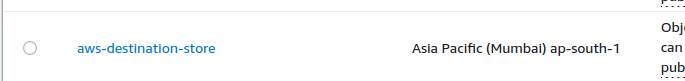 aws-destination-store Asia Pacific (Mumbai) ap-south-1
Obj
can
pub